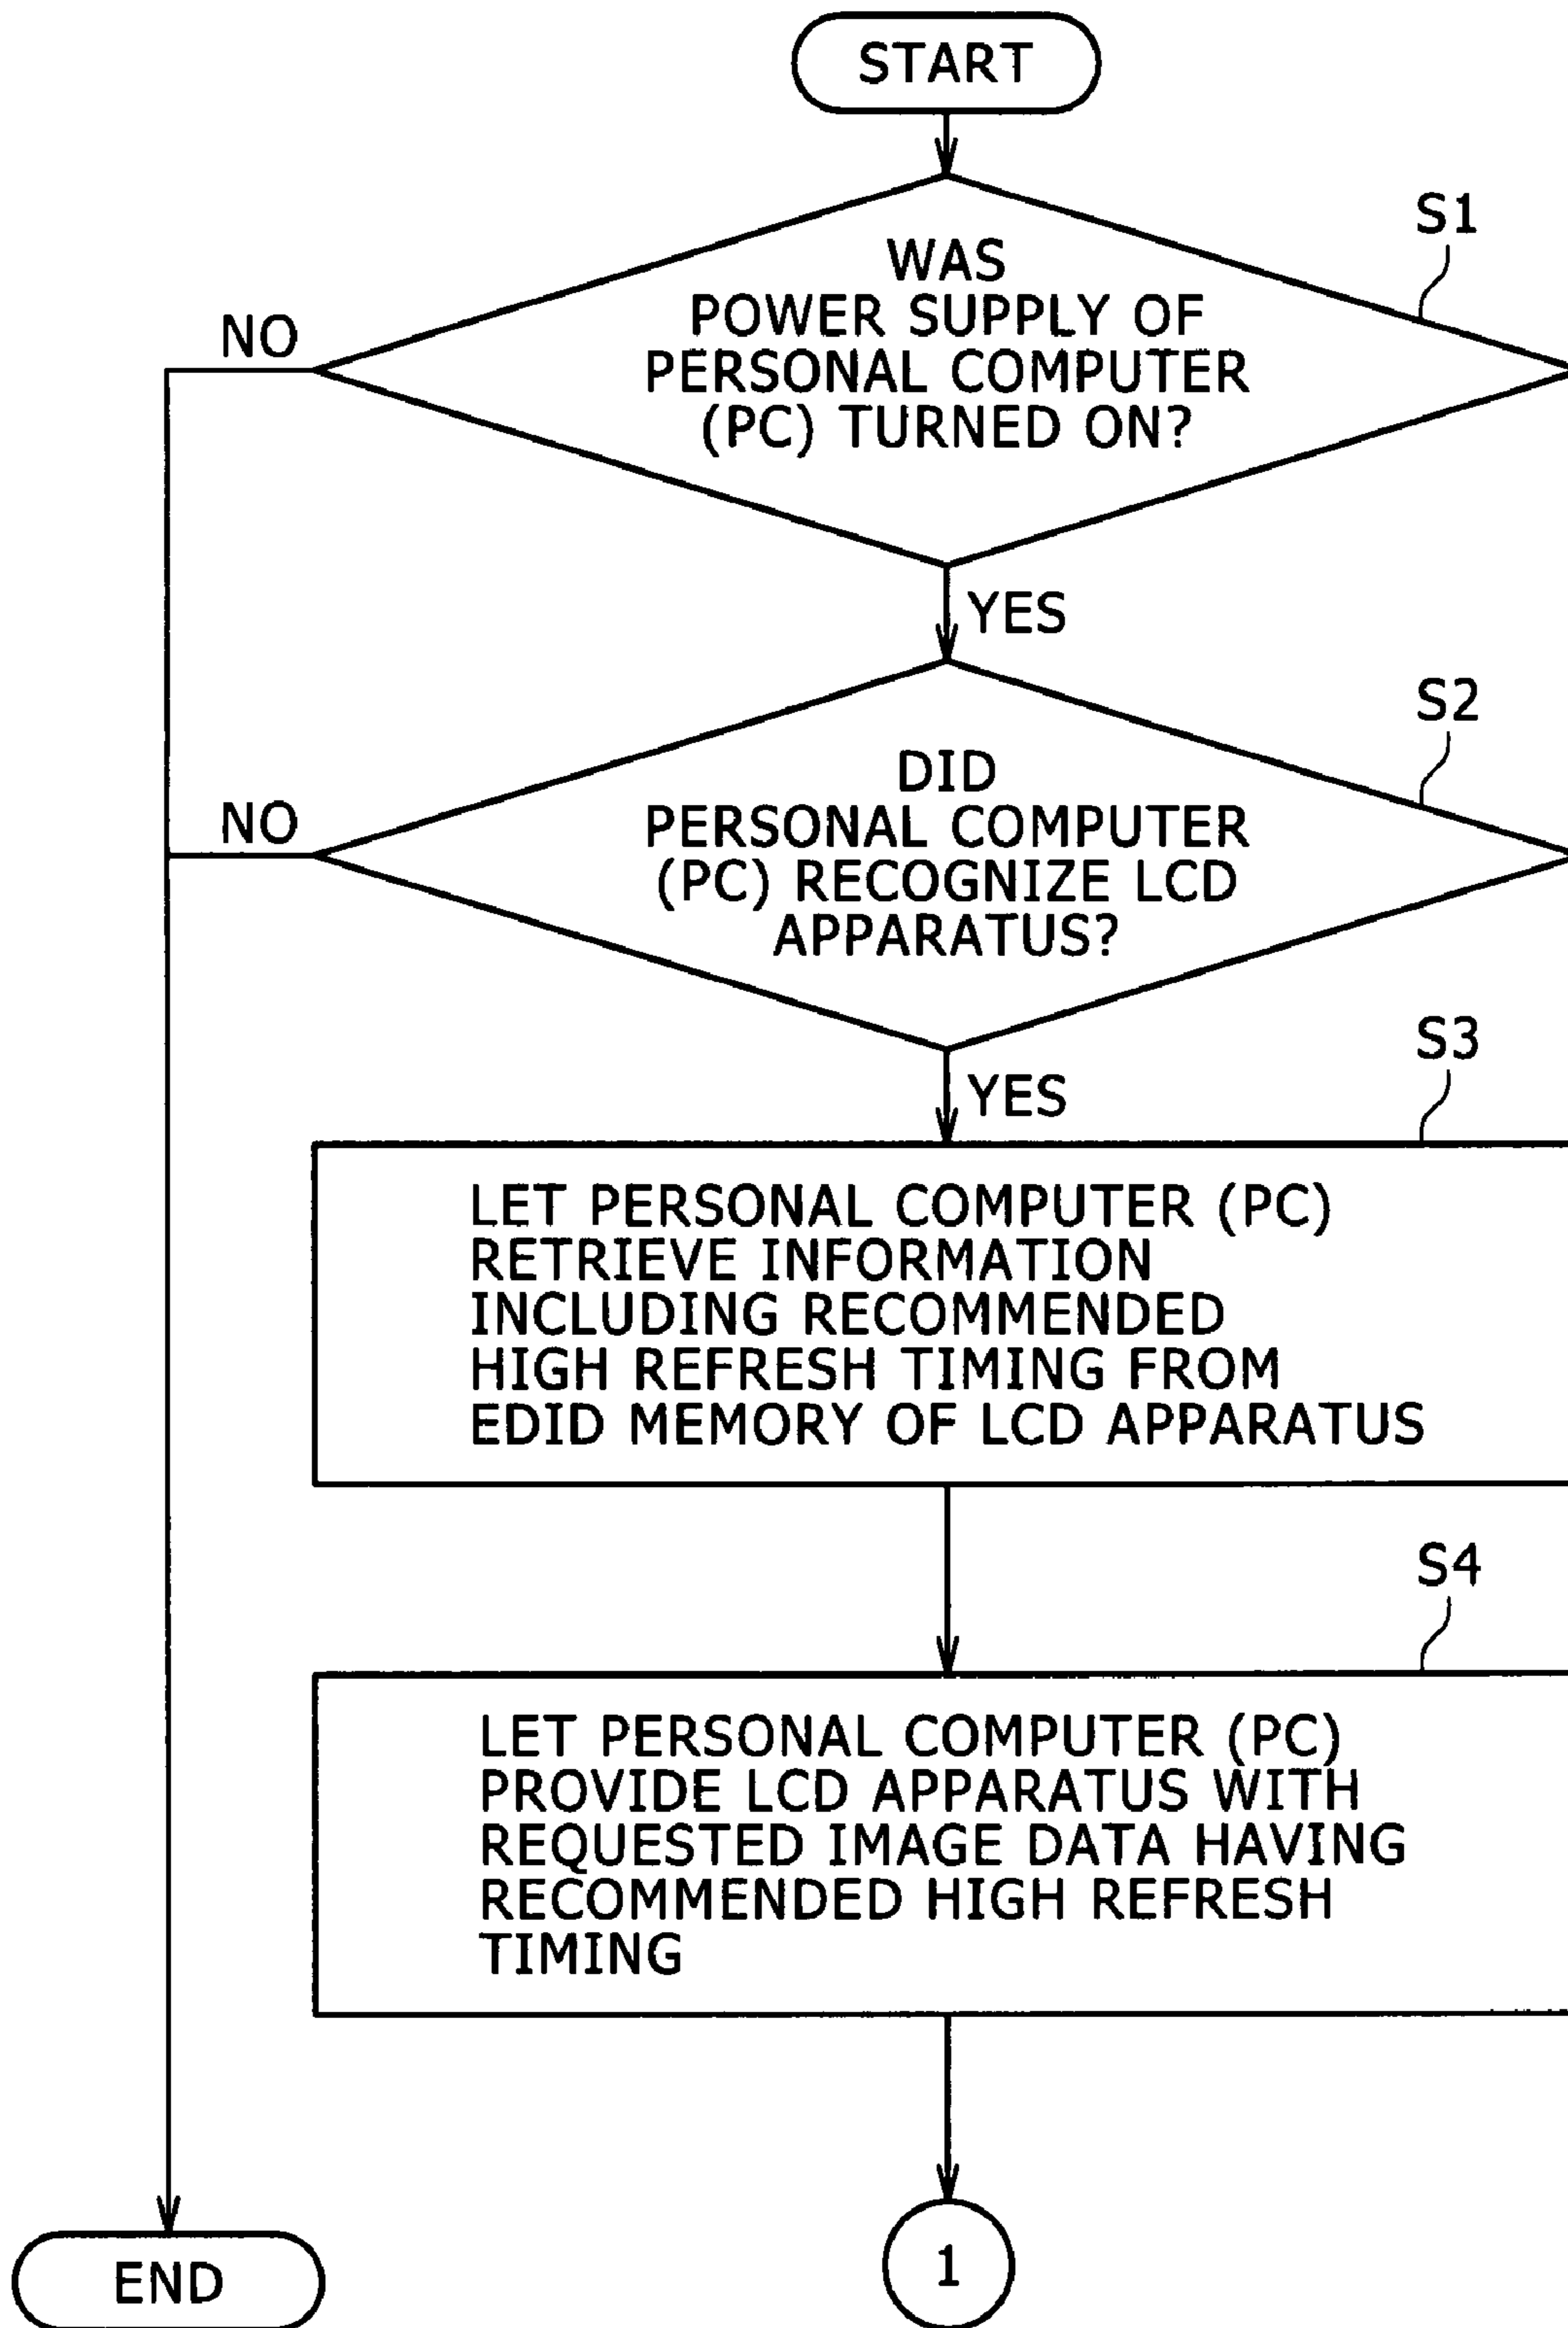 START
S1
WAS
POWER SUPPLY OF
PERSONAL COMPUTER
(PC) TURNED ON?
NO
YES
S2
DID
PERSONAL COMPUTER
(PC) RECOGNIZE LCD
APPARATUS?
NO
YES
S3
LET PERSONAL COMPUTER (PC)
RETRIEVE INFORMATION
INCLUDING RECOMMENDED
HIGH REFRESH TIMING FROM
EDID MEMORY OF LCD APPARATUS
S4
LET PERSONAL COMPUTER (PC)
PROVIDE LCD APPARATUS WITH
REQUESTED IMAGE DATA HAVING
RECOMMENDED HIGH REFRESH
TIMING
END
1